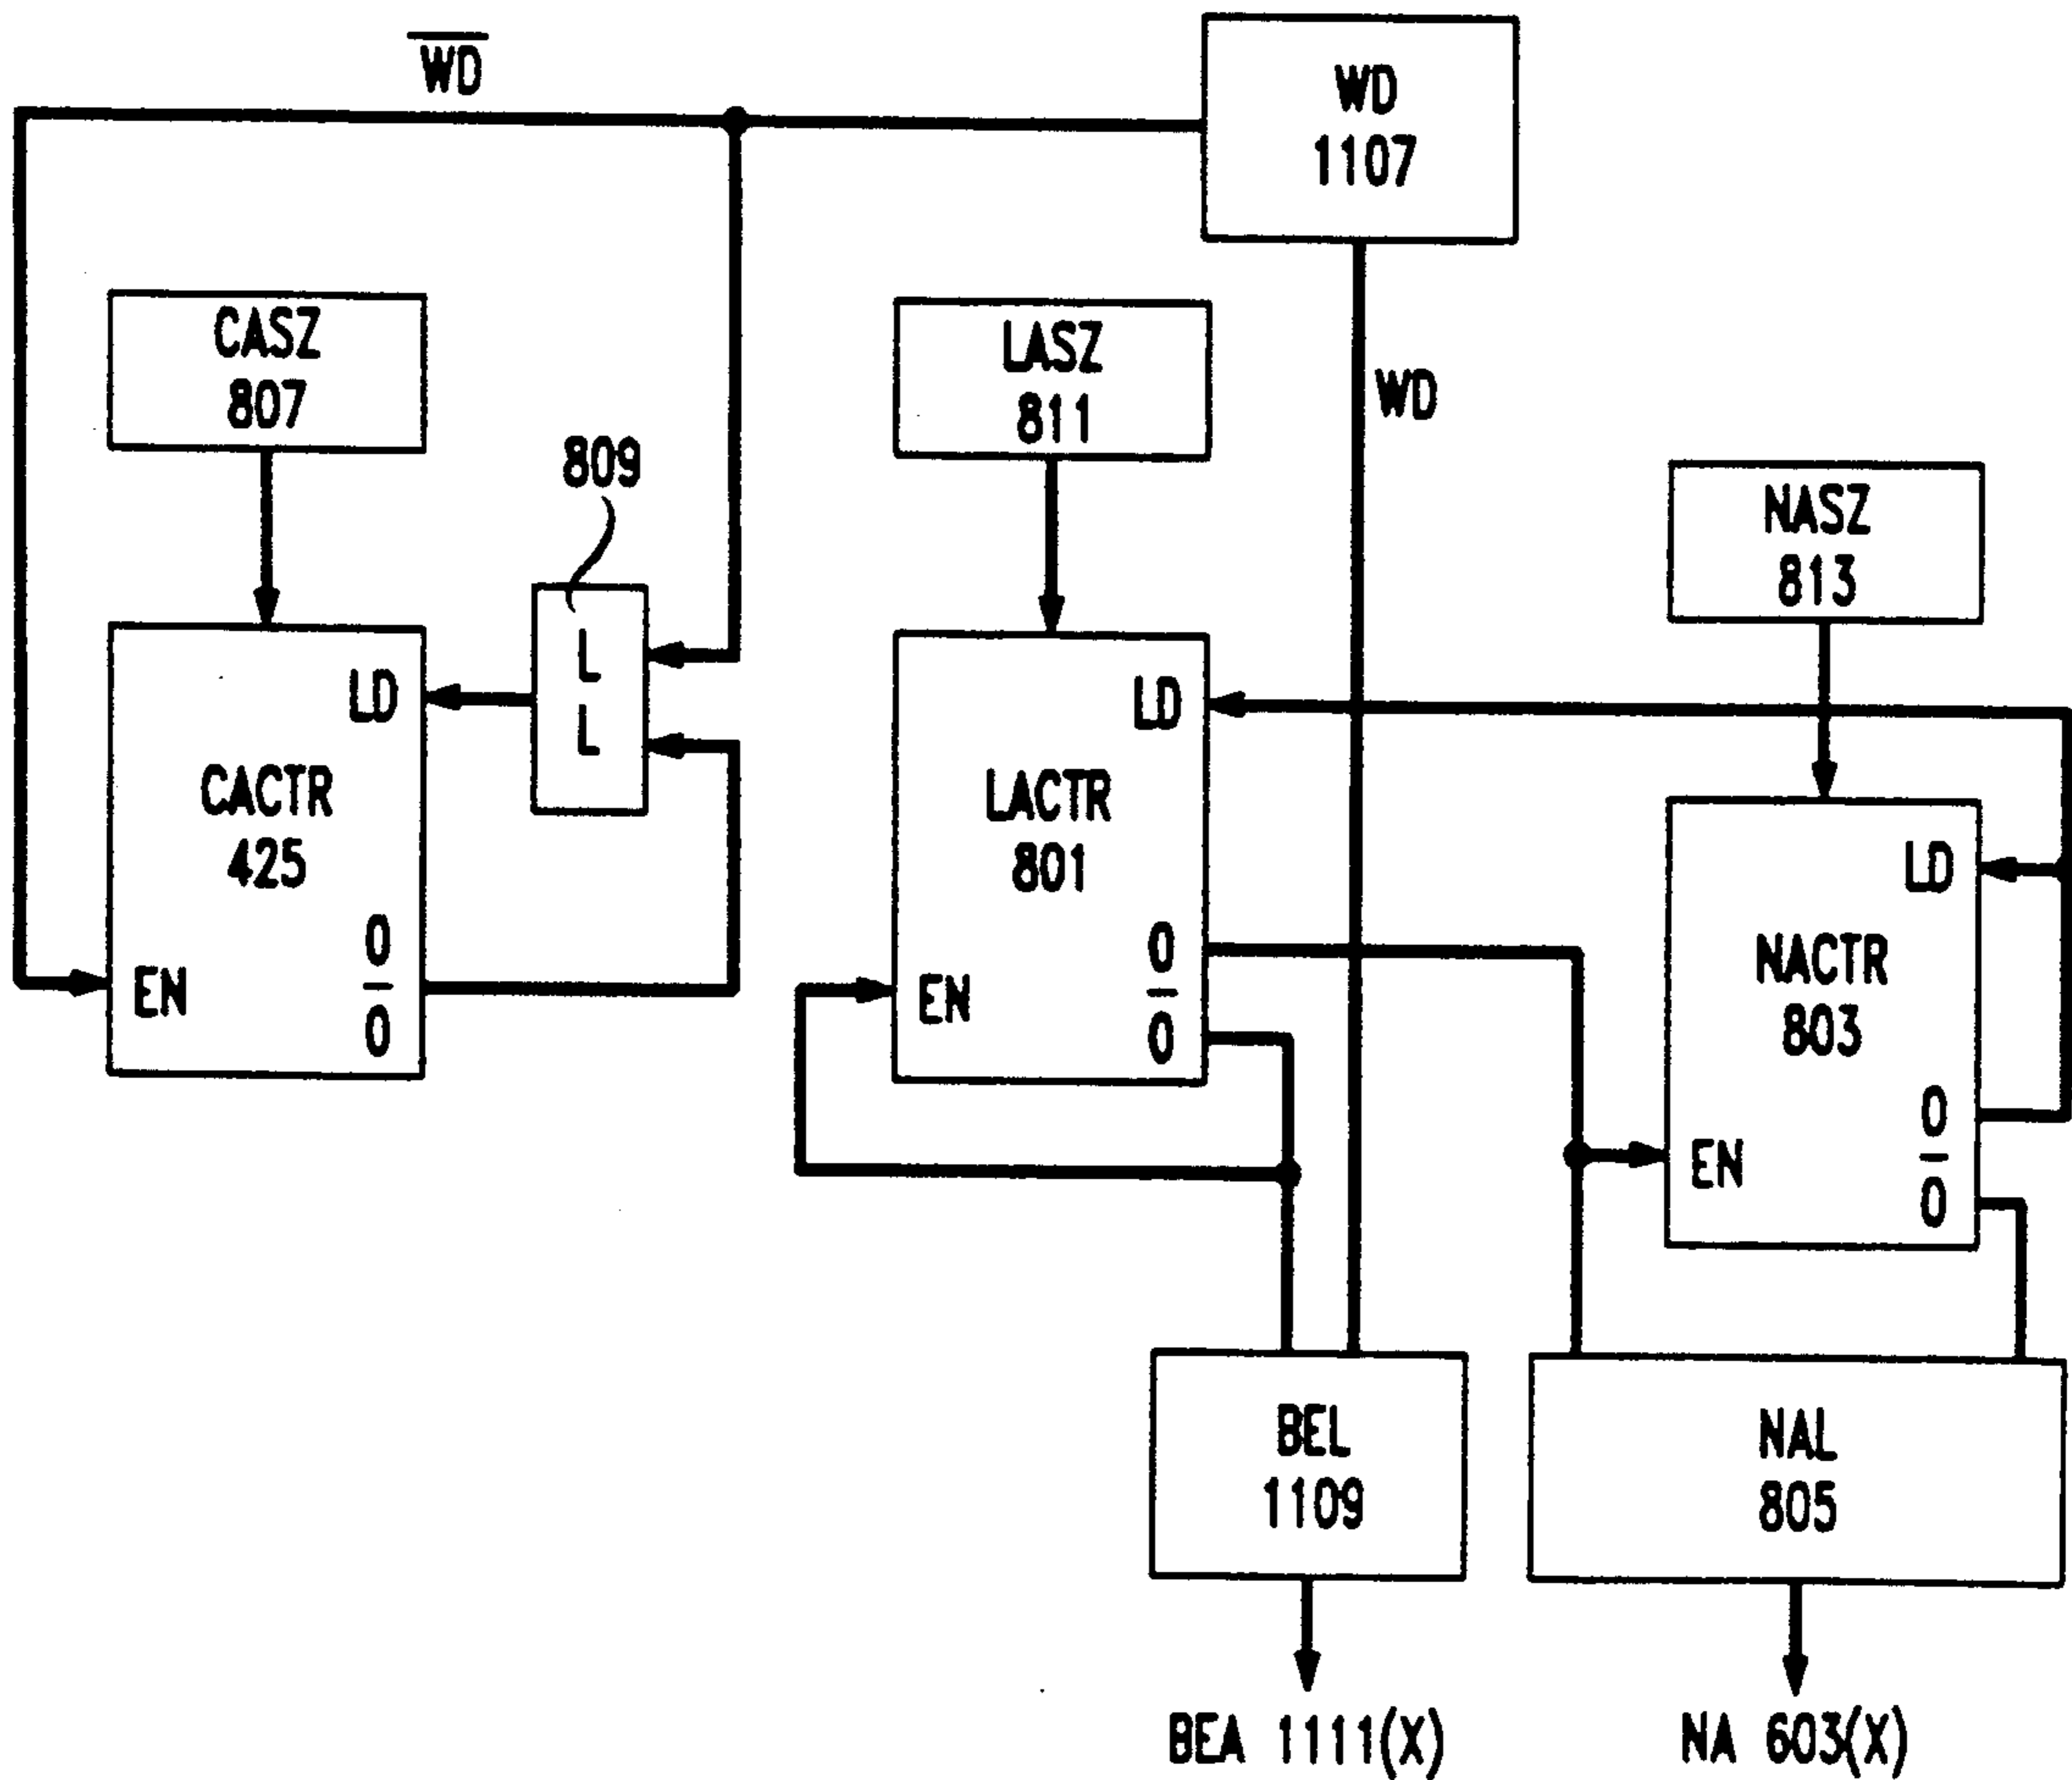 WD
WD
1107
CASZ
807
LASZ
811
WD
809
NASZ
813
L
L
LD
LD
CACTR
425
LACTR
801
LD
0
EN
0
0
EN
0
NACTR
803
0
EN
0
BEL
1109
NAL
805
BEA 1111(X)
NA 603(X)